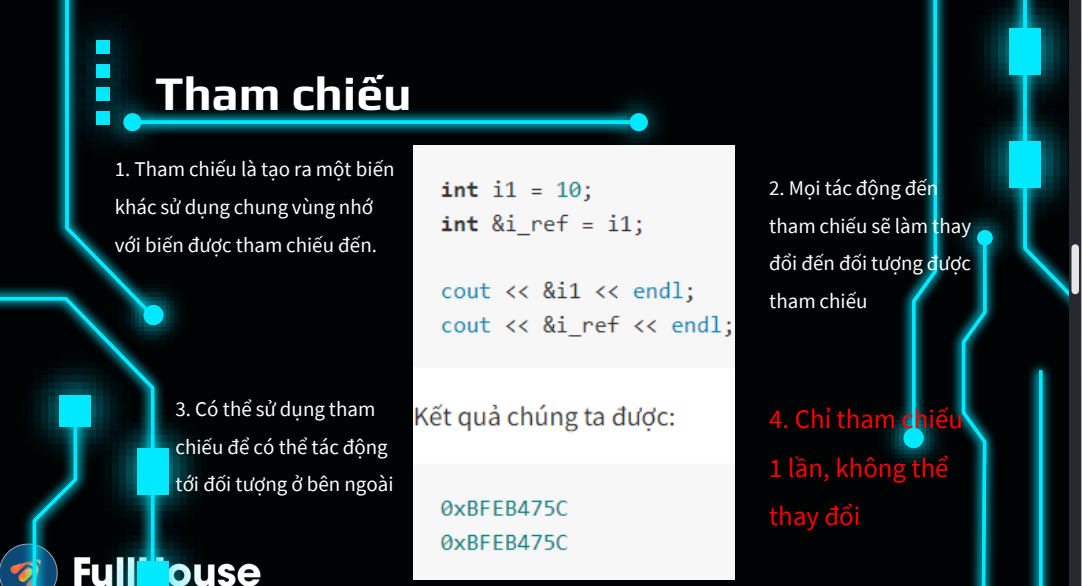 Tham chiếu
1. Tham chiếu là tạo ra một biến
khác sử dụng chung vùng nhớ
với biến được tham chiếu đến.
int i1 = 10;
int &i_ref = i1;
cout << &i1 << endl;
cout << &i_ref << endl;
Kết quả chúng ta được:
0xBFEB475C
0xBFEB475C
2. Mọi tác động đến
tham chiếu sẽ làm thay
đổi đến đối tượng được
tham chiếu
3. Có thể sử dụng tham
chiếu để có thể tác động
tới đối tượng ở bên ngoài
4. Chỉ tham chiếu
1 lần, không thể
thay đổi
FullHouse